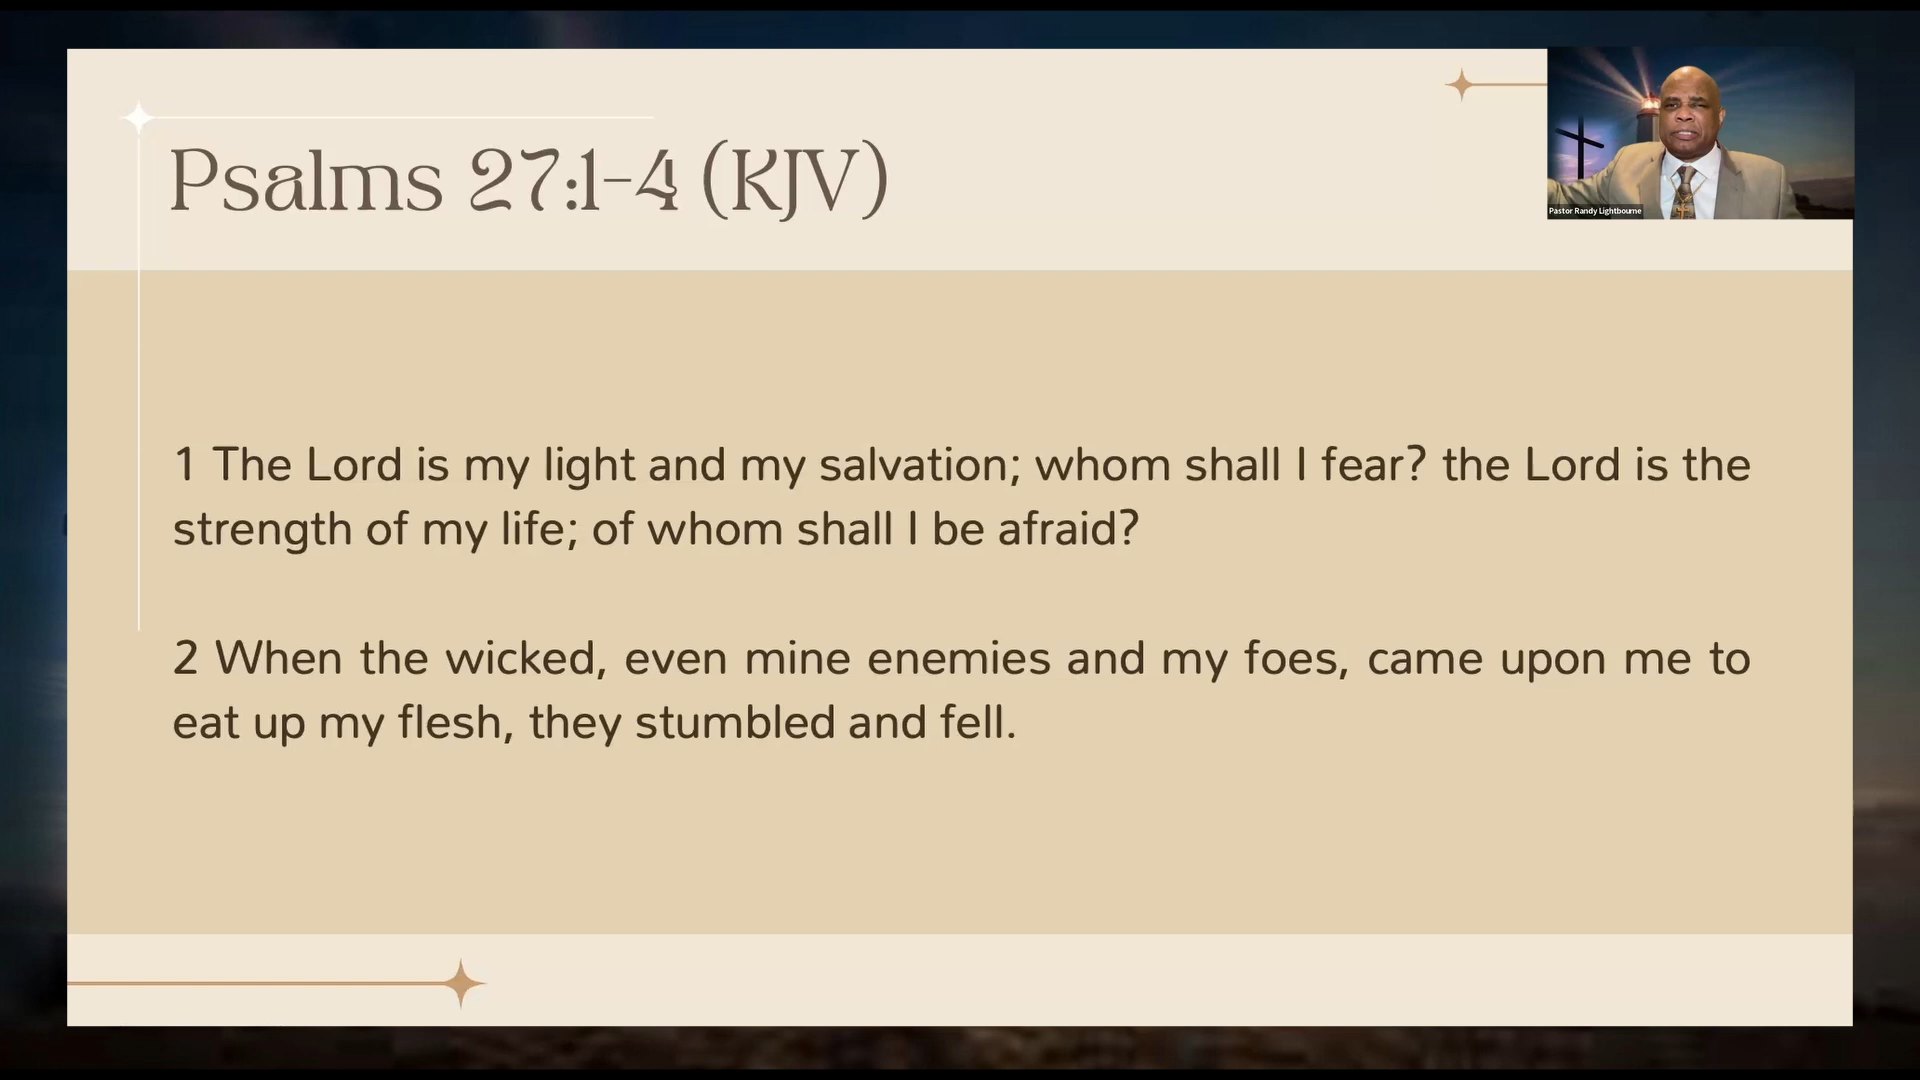 Psalms 27:1-4 (KJV)
Pastor Randy Lightbourne
1 The Lord is my light and my salvation; whom shall I fear? the Lord is the
strength of my life; of whom shall I be afraid?
2 When the wicked, even mine enemies and my foes, came upon me to
eat up my flesh, they stumbled and fell.